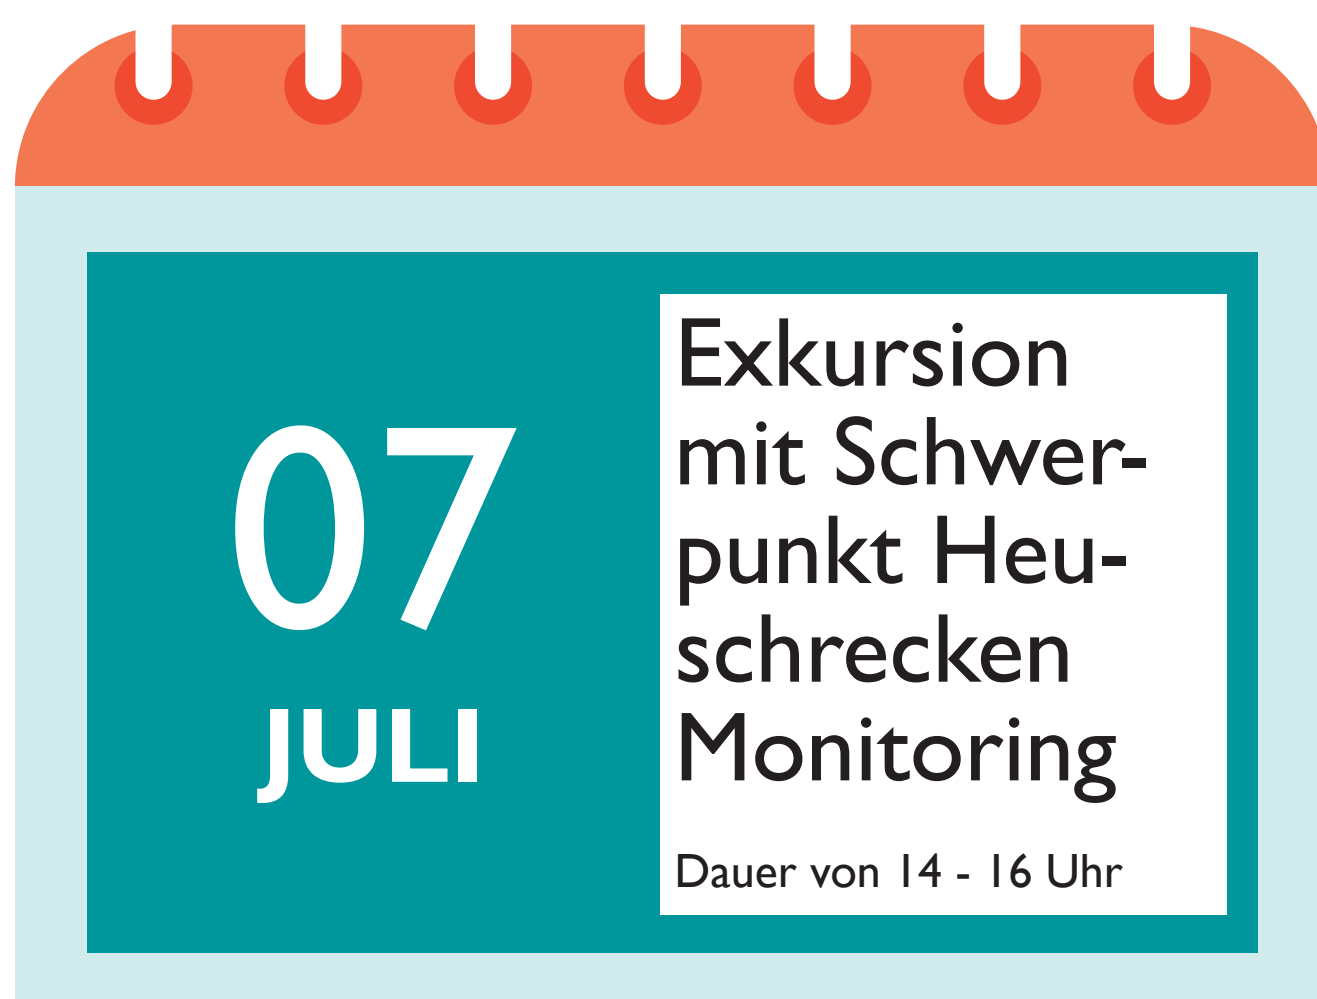 07
JULI
Exkursion
mit Schwer-
punkt Heu-
schrecken
Monitoring
Dauer von 14 - 16 Uhr